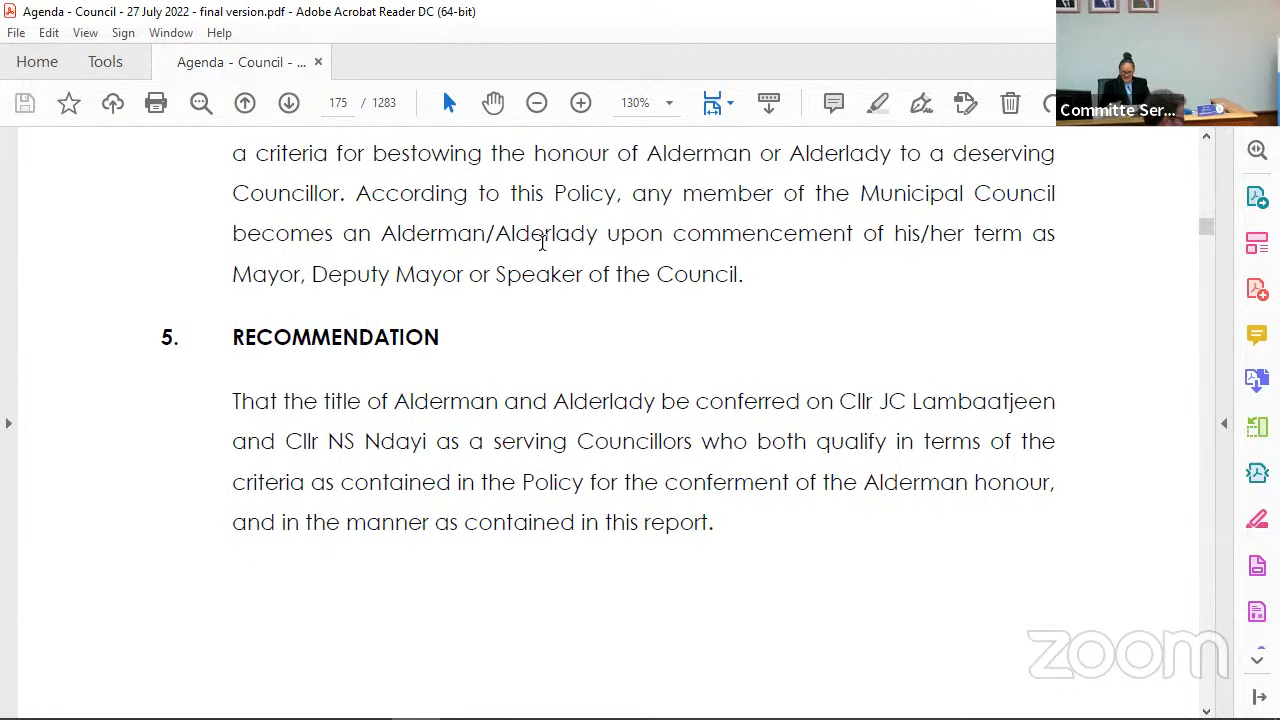 Agenda - Council - 27 July 2022 - final version.pdf - Adobe Acrobat Reader DC (64-bit)
File Edit View Sign Window Help
Home Tools Agenda - Council - ... ×
175 / 1283 130%
Committe Ser...
a criteria for bestowing the honour of Alderman or Alderlady to a deserving
Councillor. According to this Policy, any member of the Municipal Council
becomes an Alderman/Alderlady upon commencement of his/her term as
Mayor, Deputy Mayor or Speaker of the Council.
5. RECOMMENDATION
That the title of Alderman and Alderlady be conferred on Cllr JC Lambaatjeen
and Cllr NS Ndayi as a serving Councillors who both qualify in terms of the
criteria as contained in the Policy for the conferment of the Alderman honour,
and in the manner as contained in this report.
zoom